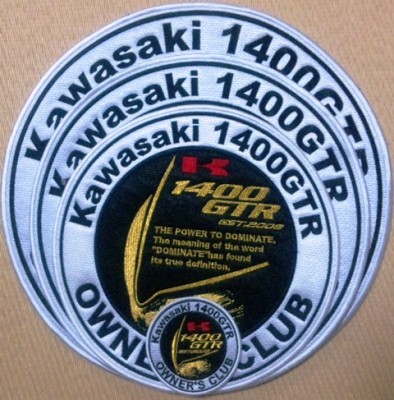 Kawasaki 1400GTR
Kawasaki 1400GTR
Kawasaki 1400GTR
K
1400
GTR
EST.2008
THE POWER TO DOMINATE.
The meaning of the word
"DOMINATE"has found
its true definition.
CLUB
Kawasaki 1400GTR
K
1400
GTR
OWNER'S CLUB